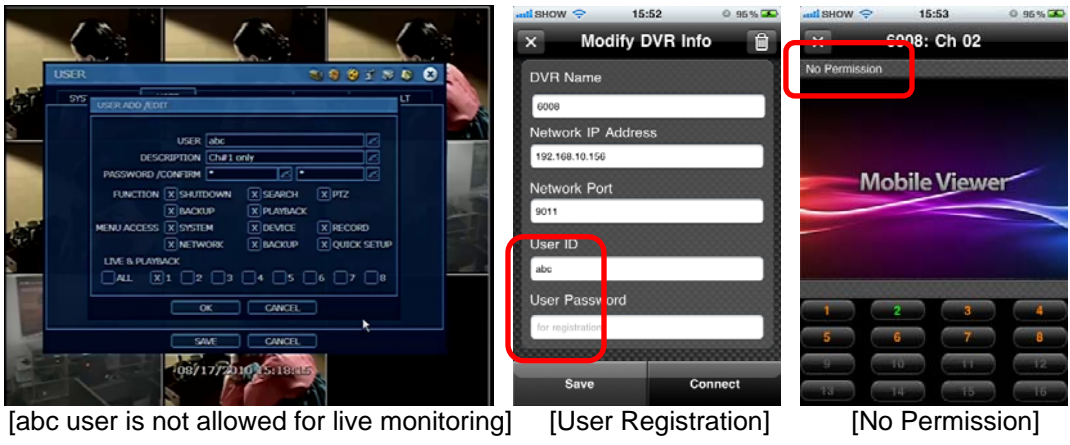 USER
SYS
LT
USER ADD /EDIT
USER abc
DESCRIPTION Ch#1 only
PASSWORD /CONFIRM * *
FUNCTION X SHUTDOWN X SEARCH X PTZ
X BACKUP X PLAYBACK
MENU ACCESS X SYSTEM X DEVICE X RECORD
X NETWORK X BACKUP X QUICK SETUP
LIVE & PLAYBACK
ALL X 1 2 3 4 5 6 7 8
OK CANCEL
SAVE CANCEL
08/17/2010 15:18:15
[abc user is not allowed for live monitoring]
SHOW 15:52 95 %
Modify DVR Info
DVR Name
6008
Network IP Address
192.168.10.156
Network Port
9011
User ID
abc
User Password
for registration
Save Connect
[User Registration]
SHOW 15:53 95 %
6008: Ch 02
No Permission
Mobile Viewer
1 2 3 4
5 6 7 8
9 10 11 12
13 14 15 16
[No Permission]